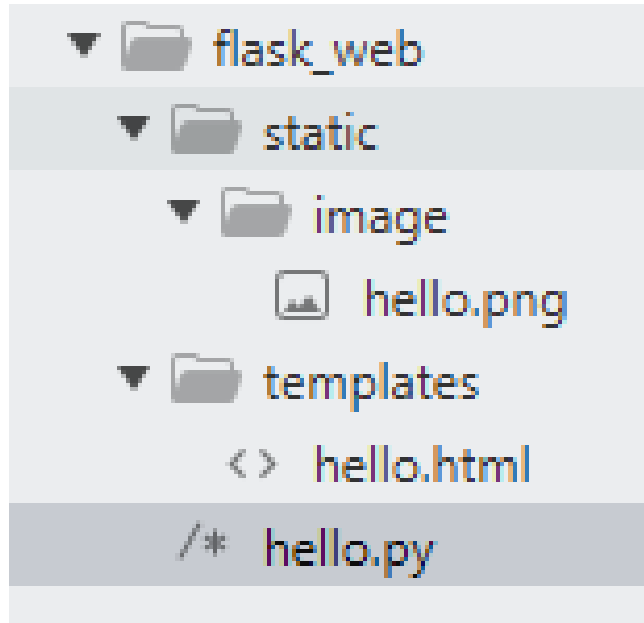 flask_web
static
image
hello.png
templates
<> hello.html
/* hello.py